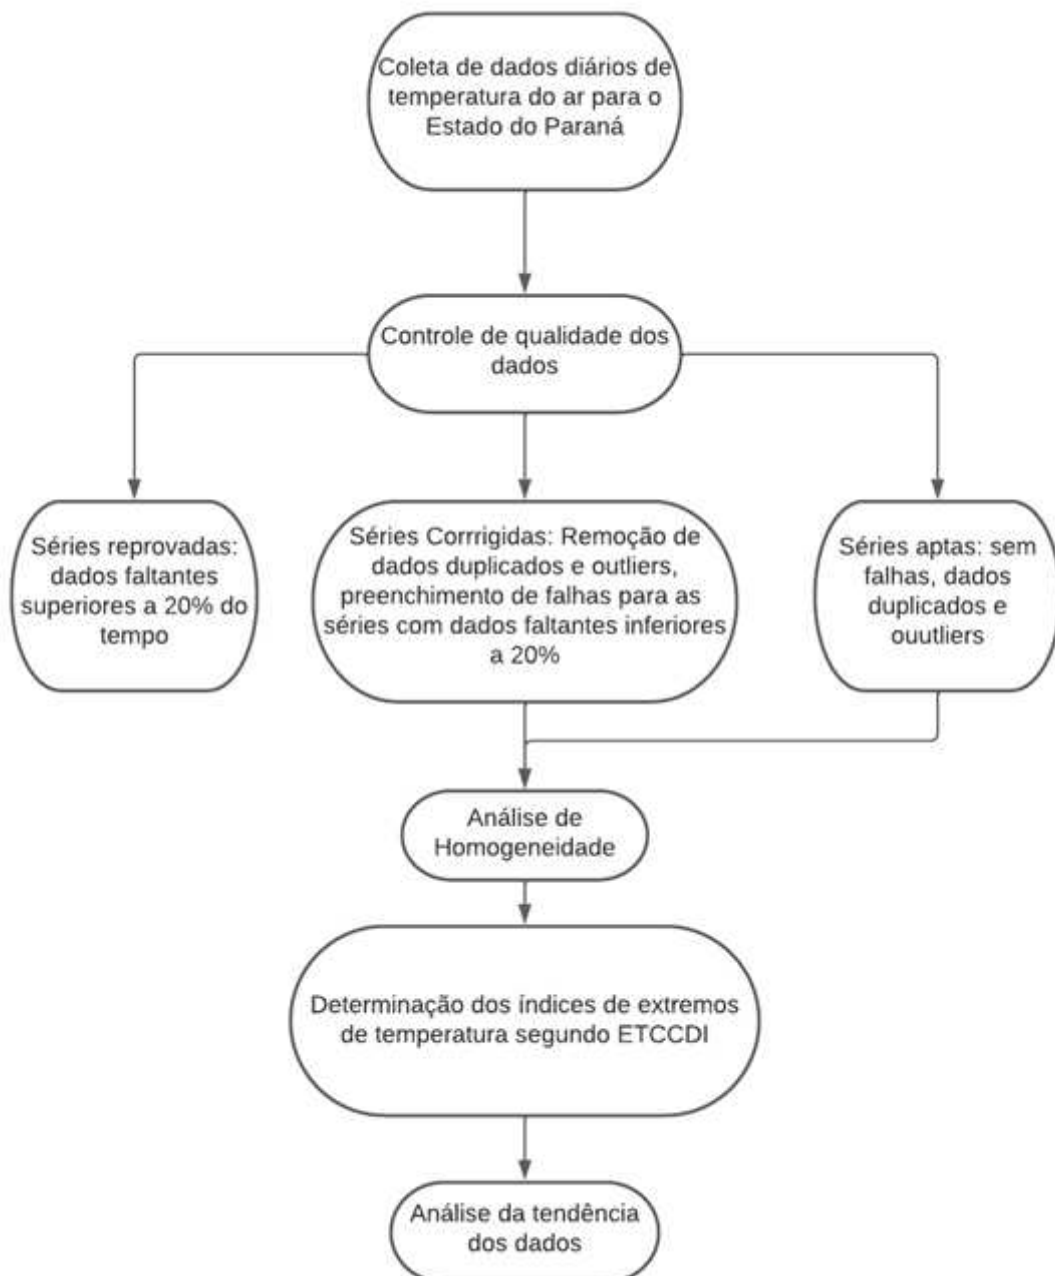 Coleta de dados diários de
temperatura do ar para o
Estado do Paraná
Controle de qualidade dos
dados
Séries reprovadas:
dados faltantes
superiores a 20% do
tempo
Séries Corrrigidas: Remoção de
dados duplicados e outliers,
preenchimento de falhas para as
séries com dados faltantes inferiores
a 20%
Séries aptas: sem
falhas, dados
duplicados e
ouutliers
Análise de
Homogeneidade
Determinação dos índices de extremos
de temperatura segundo ETCCDI
Análise da tendência
dos dados